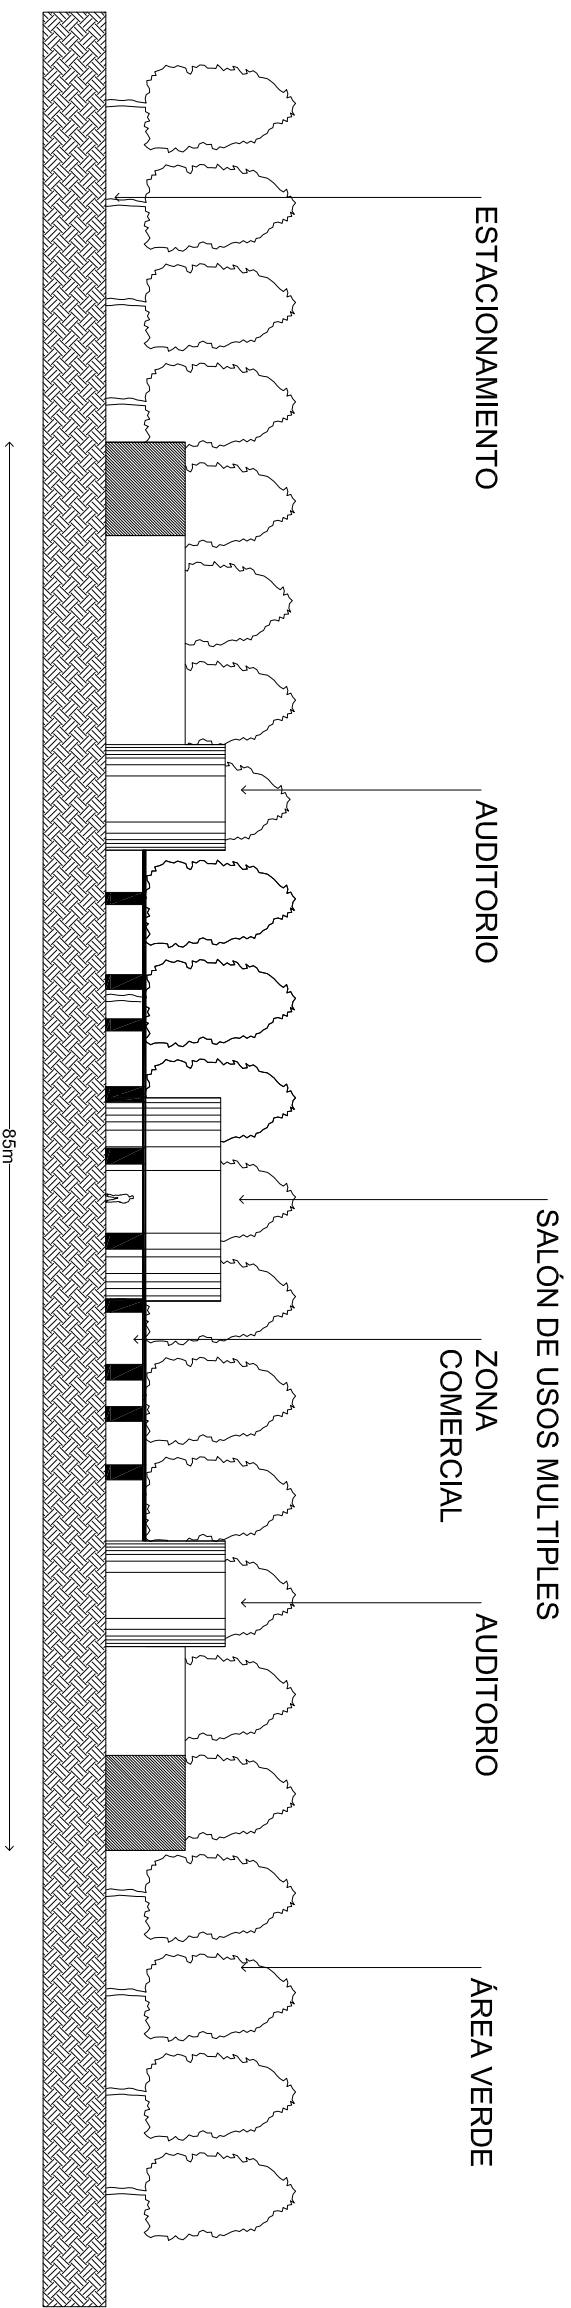 ESTACIONAMIENTO
AUDITORIO
SALÓN DE USOS MULTIPLES
ZONA
COMERCIAL
AUDITORIO
ÁREA VERDE
85m